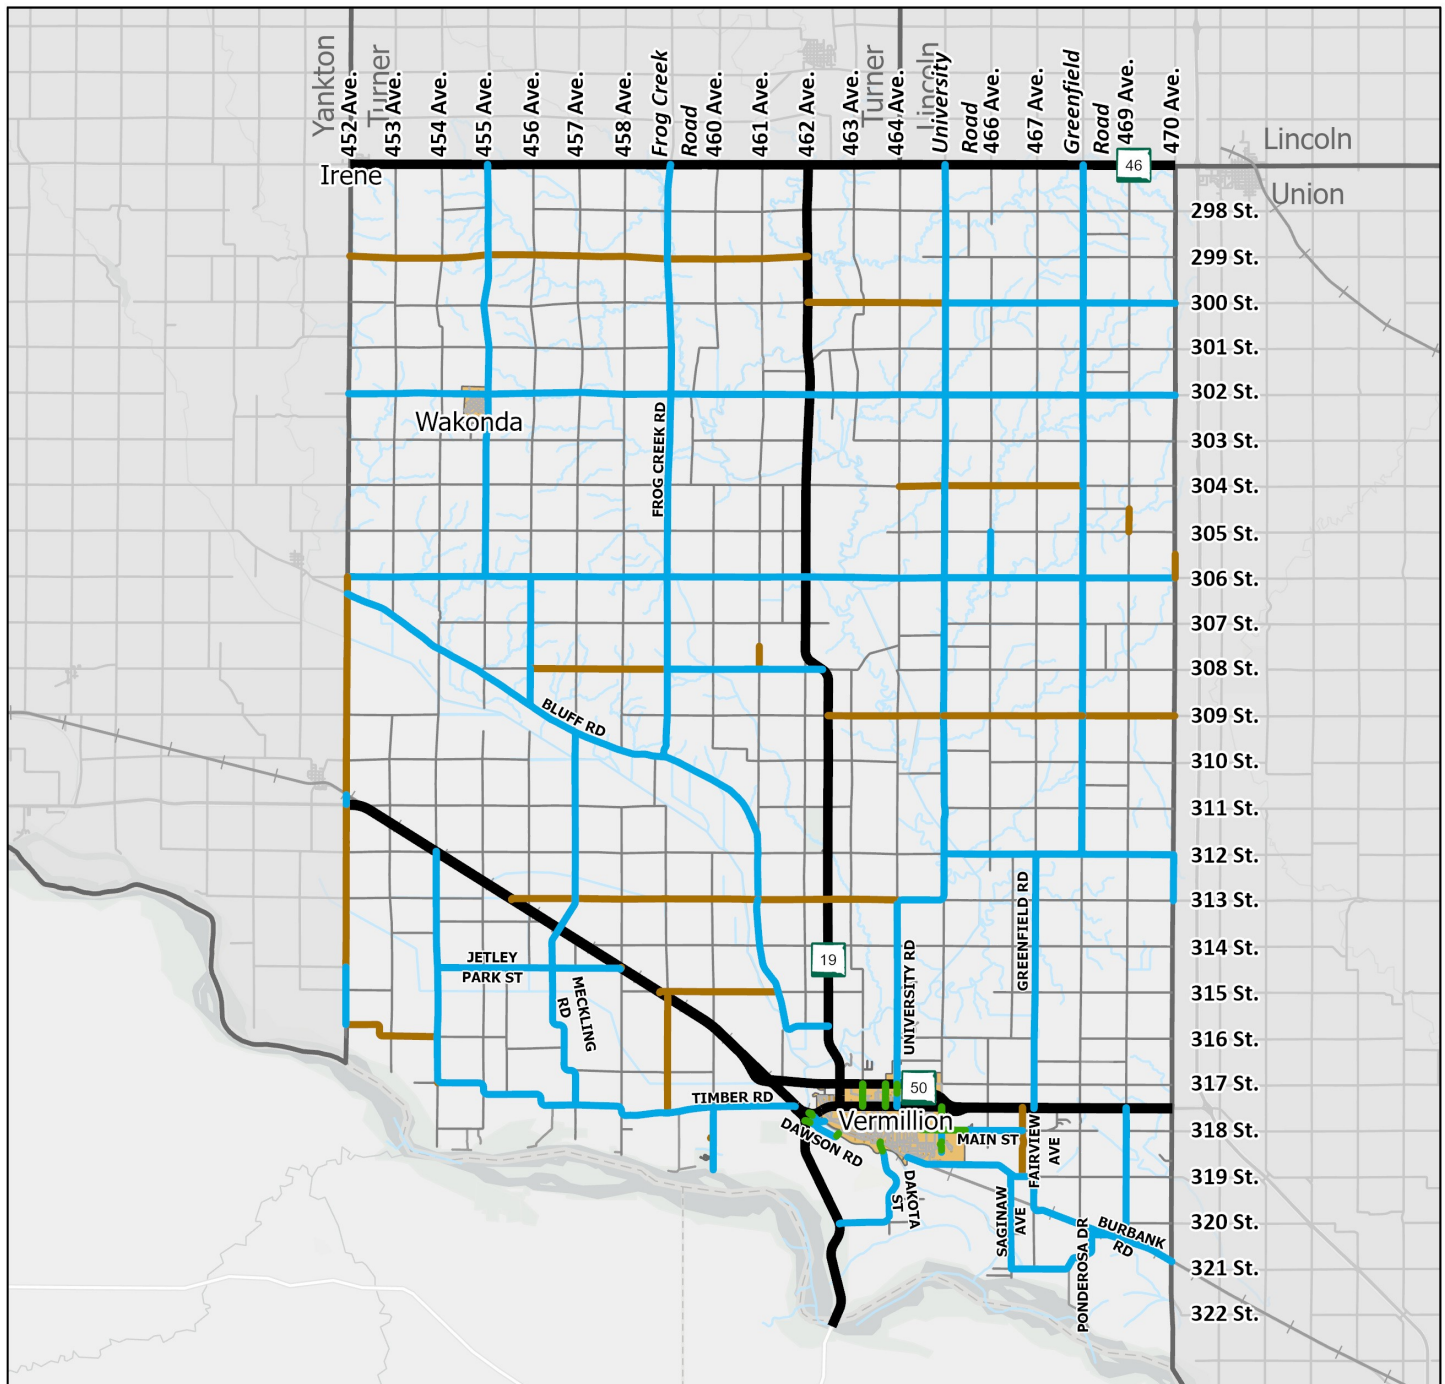 Yankton
Turner
Turner
Lincoln
452 Ave.
453 Ave.
454 Ave.
455 Ave.
456 Ave.
457 Ave.
458 Ave.
Frog Creek
Road
460 Ave.
461 Ave.
462 Ave.
463 Ave.
464 Ave.
University
Road
466 Ave.
467 Ave.
Greenfield
Road
469 Ave.
470 Ave.
Lincoln
Union
46
Irene
298 St.
299 St.
300 St.
301 St.
302 St.
Wakonda
303 St.
FROG CREEK RD
304 St.
305 St.
306 St.
307 St.
308 St.
BLUFF RD
309 St.
310 St.
311 St.
312 St.
GREENFIELD RD
313 St.
314 St.
UNIVERSITY RD
19
JETLEY
PARK ST
MECKLING
RD
315 St.
316 St.
317 St.
50
TIMBER RD
Vermillion
DAWSON RD
MAIN ST
318 St.
FAIRVIEW
AVE
319 St.
DAKOTA
ST
SAGINAW
AVE
320 St.
PONDEROSA DR
BURBANK
RD
321 St.
322 St.